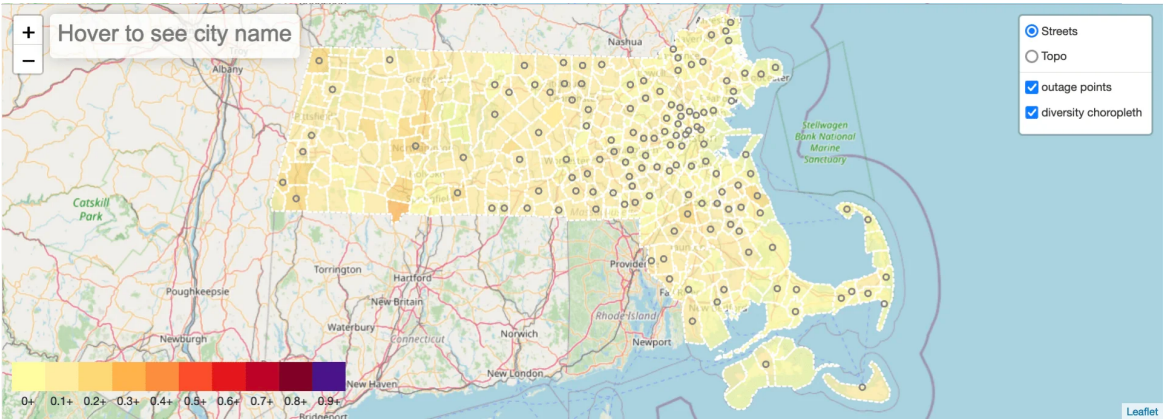 +
−
Hover to see city name
Streets
Topo
outage points
diversity choropleth
Nashua
Albany
Stellwagen
Bank National
Marine
Sanctuary
Catskill
Park
Torrington
Hartford
Poughkeepsie
New Britain
Rhode Island
Waterbury
Connecticut
Norwich
Newburgh
Newport
New London
New Haven
Bridgeport
0+ 0.1+ 0.2+ 0.3+ 0.4+ 0.5+ 0.6+ 0.7+ 0.8+ 0.9+
Leaflet